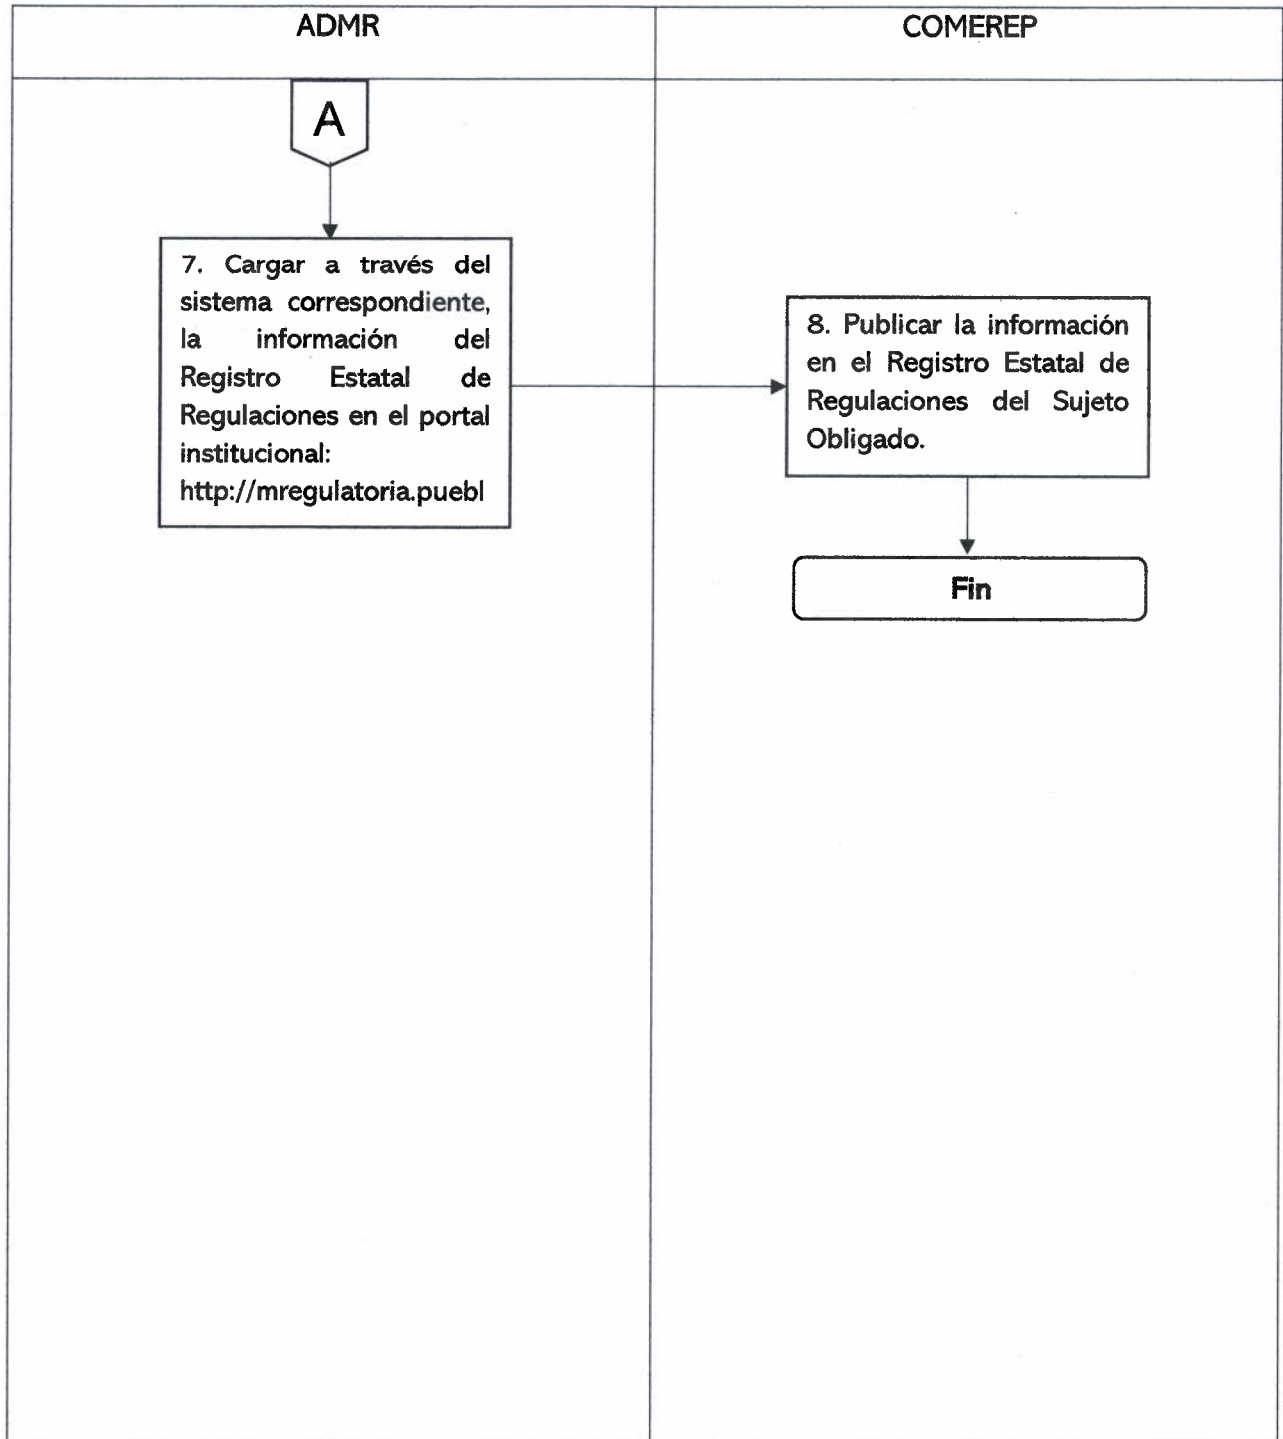 ADMR
COMEREP
A
7. Cargar a través del
sistema correspondiente,
la información del
Registro Estatal de
Regulaciones en el portal
institucional:
http://mregulatoria.puebl
8. Publicar la información
en el Registro Estatal de
Regulaciones del Sujeto
Obligado.
Fin